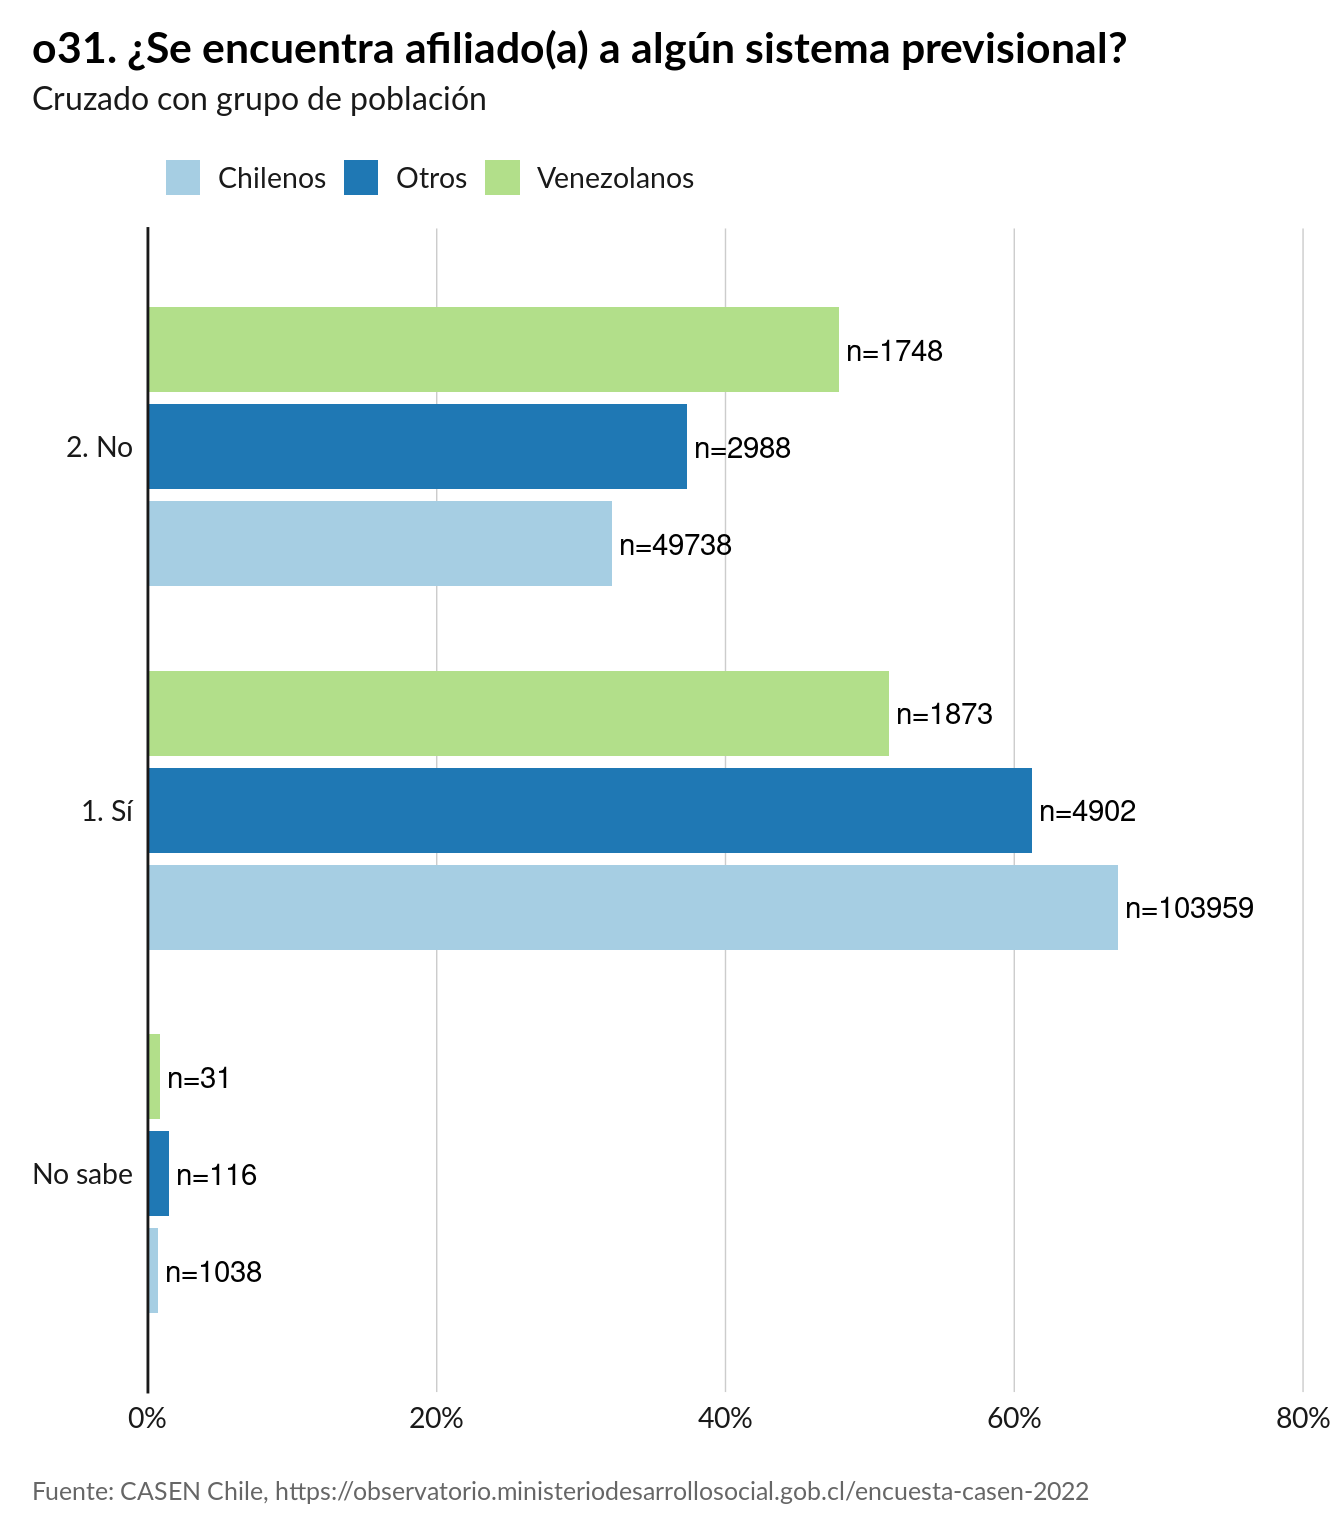 o31. ¿Se encuentra afiliado(a) a algún sistema previsional?
Cruzado con grupo de población
Chilenos Otros Venezolanos
n=1748
2. No n=2988
n=49738
n=1873
1. Sí n=4902
n=103959
n=31
No sabe n=116
n=1038
0% 20% 40% 60% 80%
Fuente: CASEN Chile, https://observatorio.ministeriodesarrollosocial.gob.cl/encuesta-casen-2022